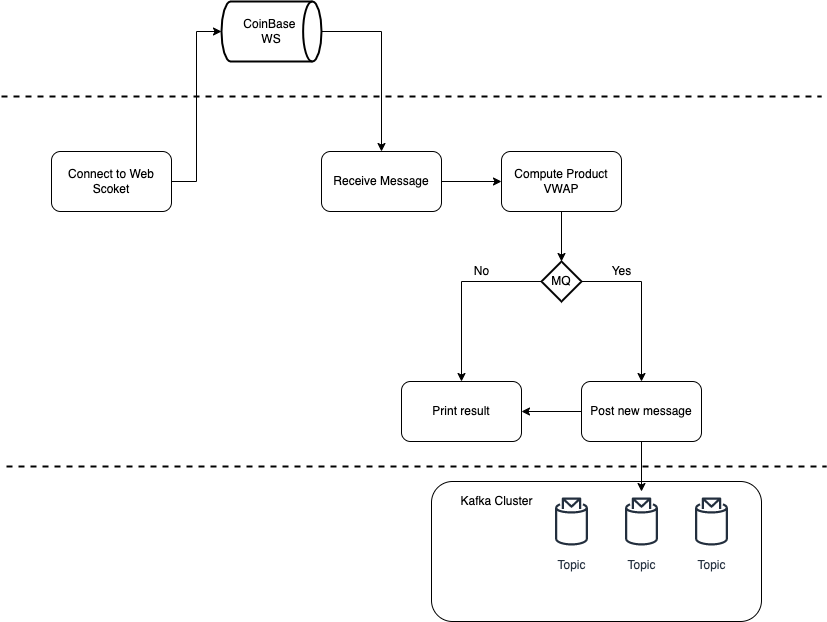 CoinBase
WS
Connect to Web
Scoket
Receive Message
Compute Product
VWAP
MQ
No
Yes
Print result
Post new message
Kafka Cluster
Topic
Topic
Topic